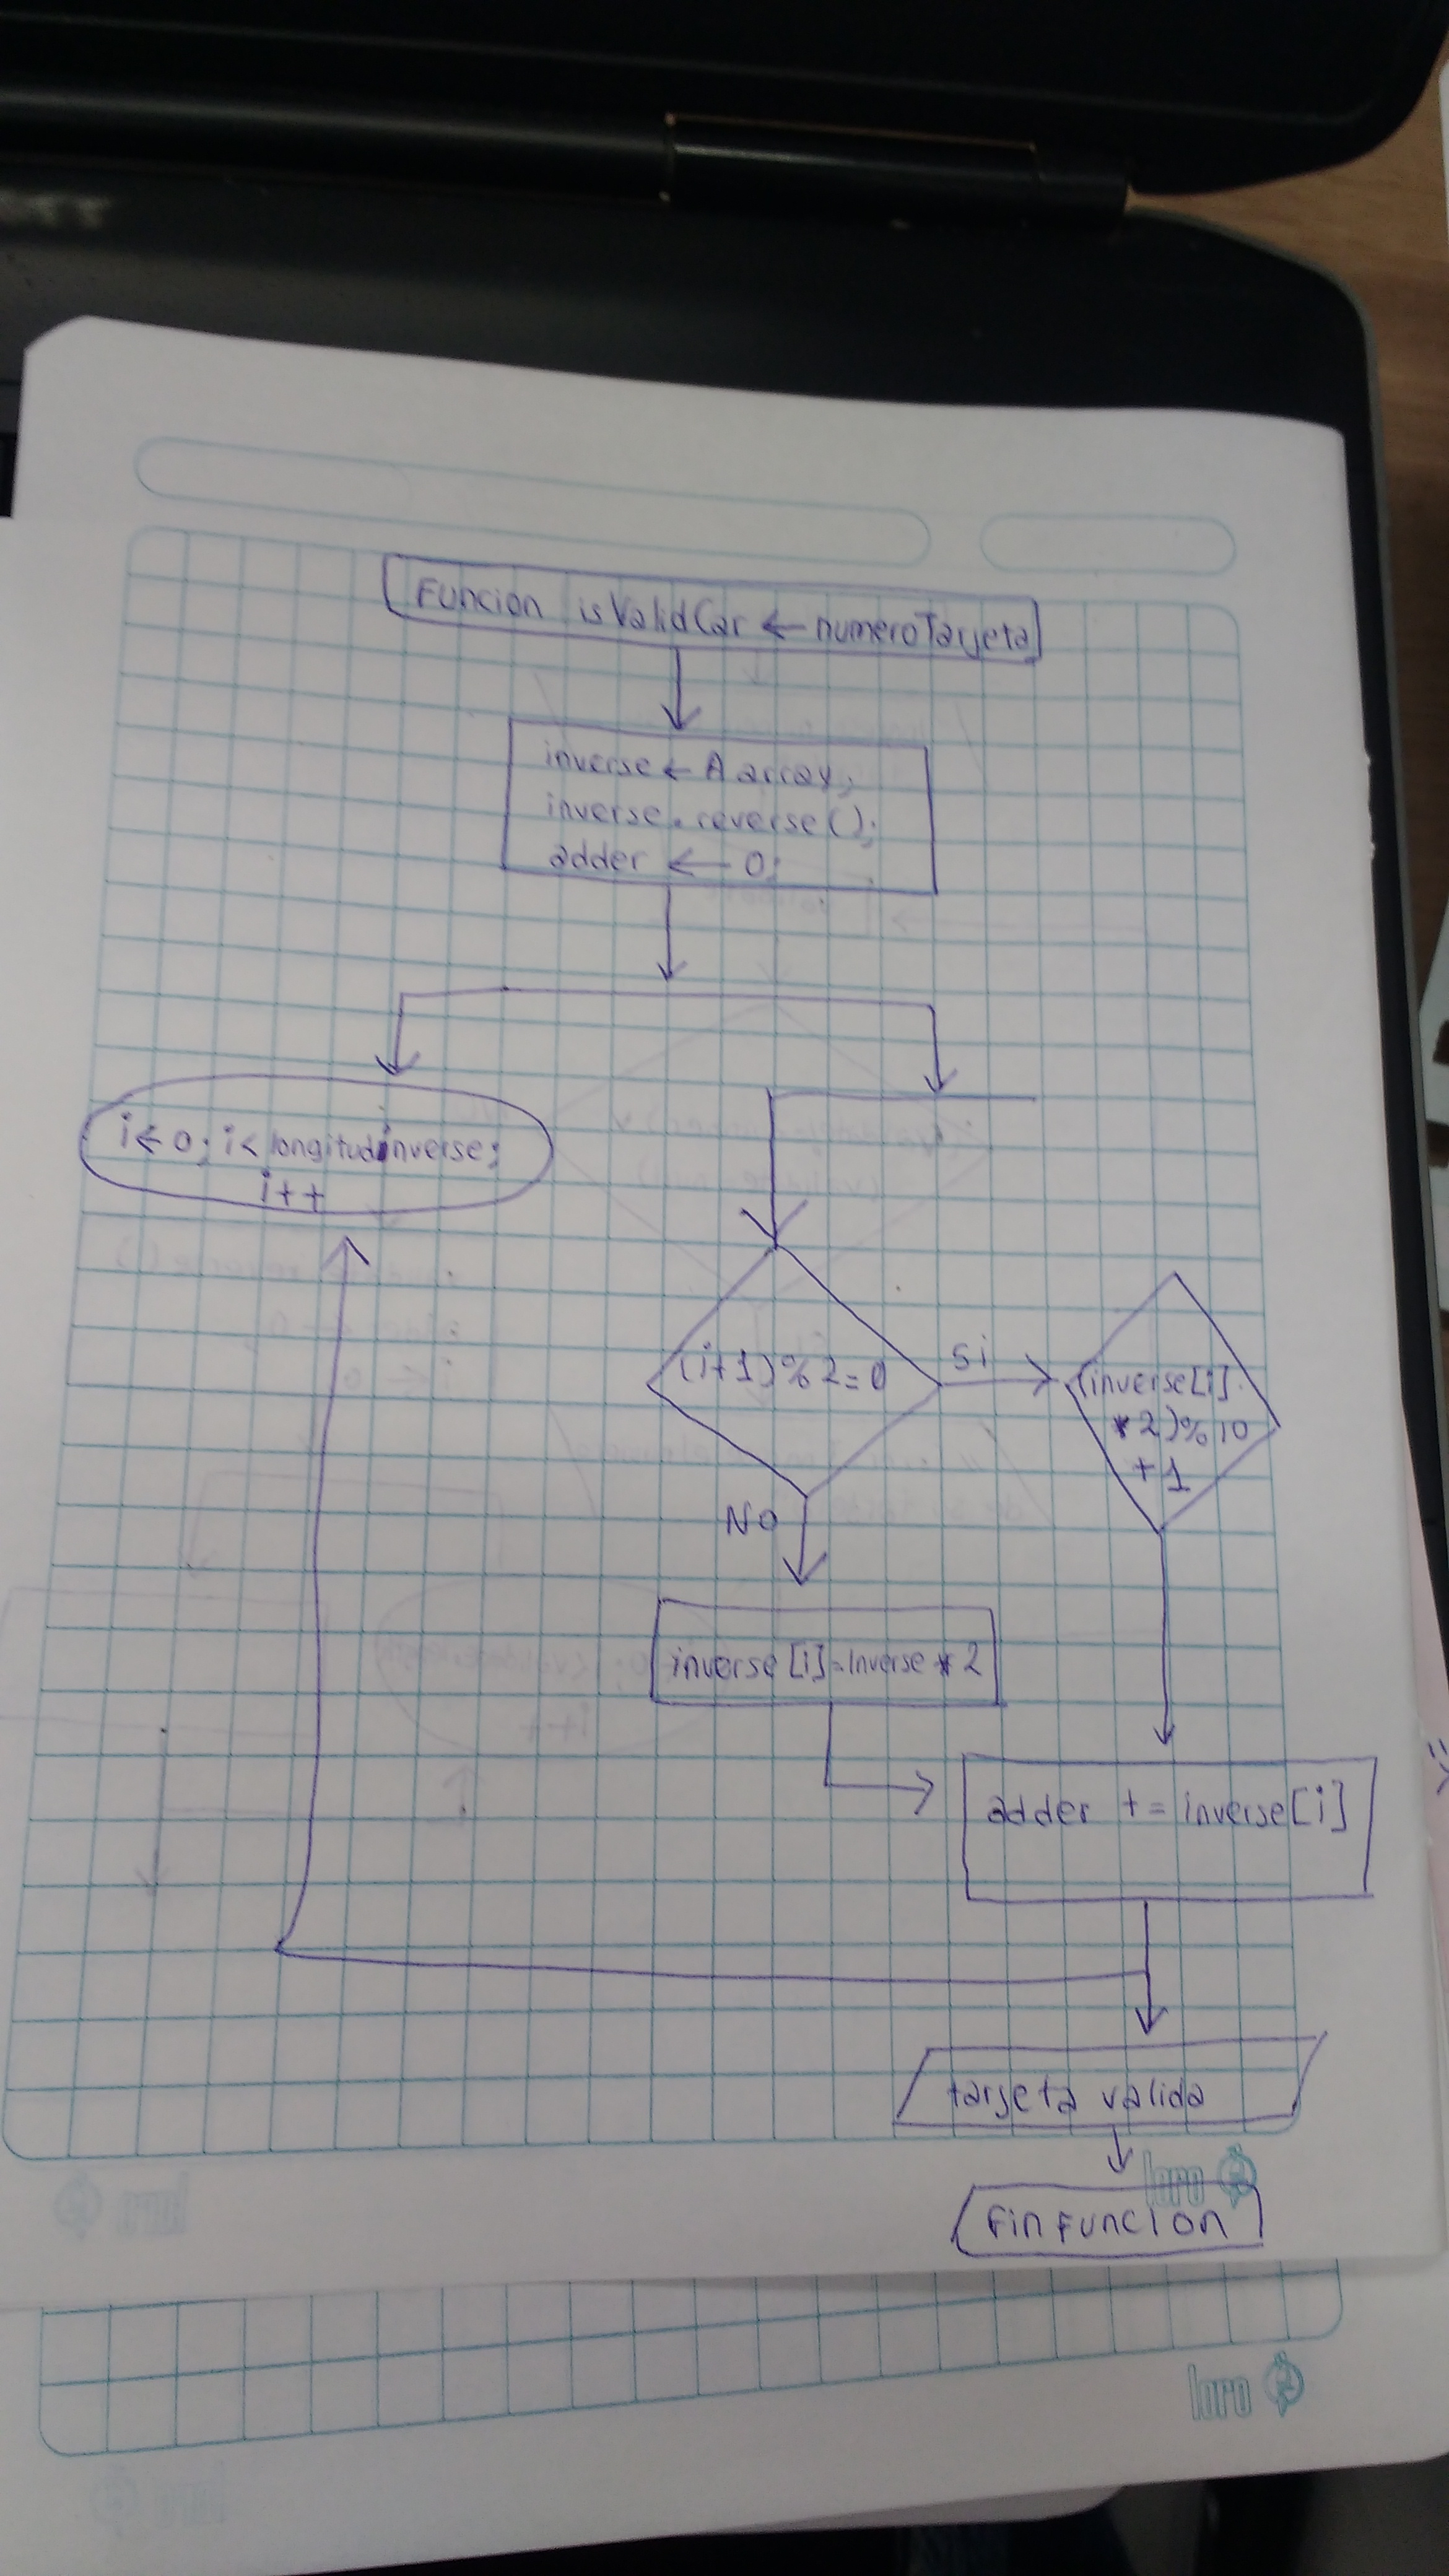 Funcion isValidCar ← numeroTarjeta
inverse ← A array;
inverse.reverse();
adder ← 0;
i ← 0; i < longitud inverse;
i++
(i+1)%2=0
si
(inverse[i]
*2)%10
+1
No
inverse[i]=inverse*2
adder += inverse[i]
tarjeta valida
Fin Funcion
loro
loro